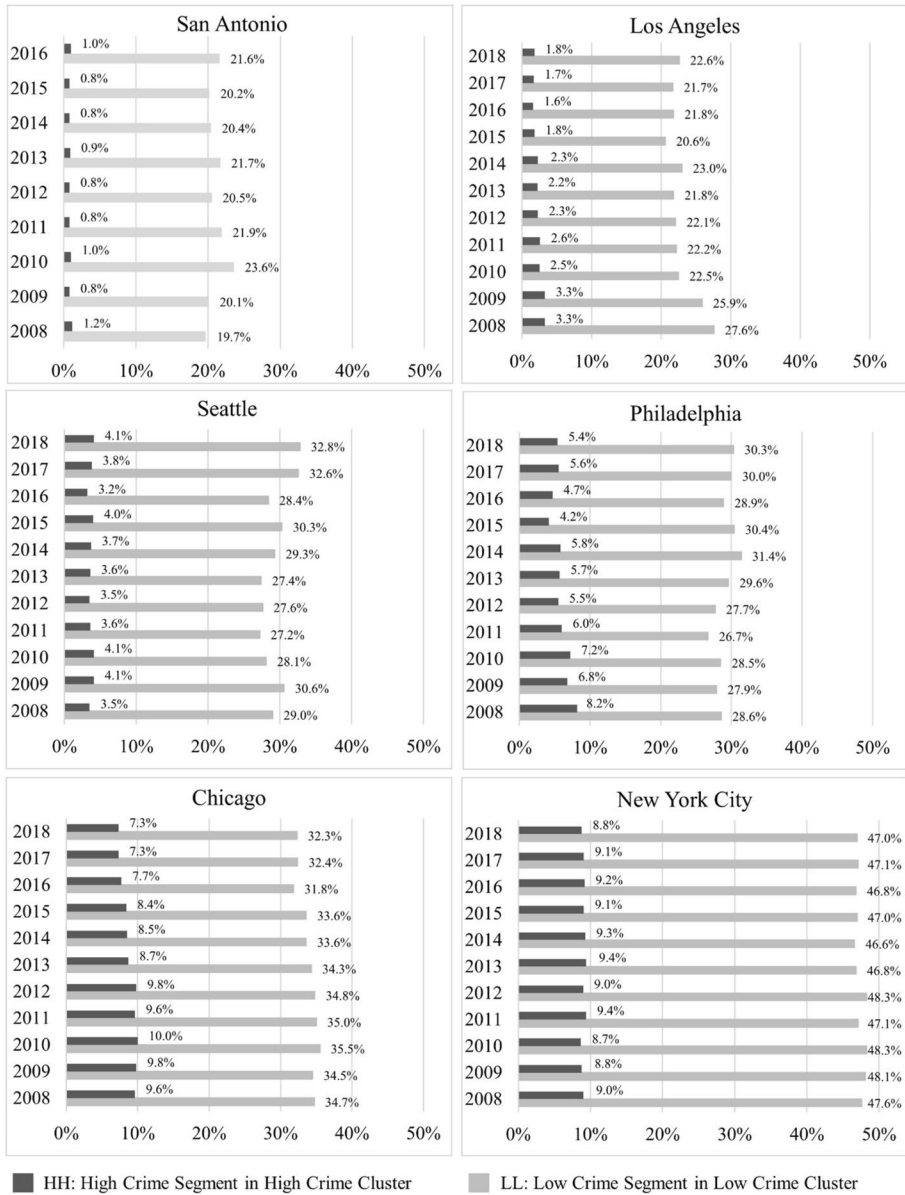 San Antonio
2016 1.0% 21.6%
2015 0.8% 20.2%
2014 0.8% 20.4%
2013 0.9% 21.7%
2012 0.8% 20.5%
2011 0.8% 21.9%
2010 1.0% 23.6%
2009 0.8% 20.1%
2008 1.2% 19.7%
0% 10% 20% 30% 40% 50%
Los Angeles
2018 1.8% 22.6%
2017 1.7% 21.7%
2016 1.6% 21.8%
2015 1.8% 20.6%
2014 2.3% 23.0%
2013 2.2% 21.8%
2012 2.3% 22.1%
2011 2.6% 22.2%
2010 2.5% 22.5%
2009 3.3% 25.9%
2008 3.3% 27.6%
0% 10% 20% 30% 40% 50%
Seattle
2018 4.1% 32.8%
2017 3.8% 32.6%
2016 3.2% 28.4%
2015 4.0% 30.3%
2014 3.7% 29.3%
2013 3.6% 27.4%
2012 3.5% 27.6%
2011 3.6% 27.2%
2010 4.1% 28.1%
2009 4.1% 30.6%
2008 3.5% 29.0%
0% 10% 20% 30% 40% 50%
Philadelphia
2018 5.4% 30.3%
2017 5.6% 30.0%
2016 4.7% 28.9%
2015 4.2% 30.4%
2014 5.8% 31.4%
2013 5.7% 29.6%
2012 5.5% 27.7%
2011 6.0% 26.7%
2010 7.2% 28.5%
2009 6.8% 27.9%
2008 8.2% 28.6%
0% 10% 20% 30% 40% 50%
Chicago
2018 7.3% 32.3%
2017 7.3% 32.4%
2016 7.7% 31.8%
2015 8.4% 33.6%
2014 8.5% 33.6%
2013 8.7% 34.3%
2012 9.8% 34.8%
2011 9.6% 35.0%
2010 10.0% 35.5%
2009 9.8% 34.5%
2008 9.6% 34.7%
0% 10% 20% 30% 40% 50%
New York City
2018 8.8% 47.0%
2017 9.1% 47.1%
2016 9.2% 46.8%
2015 9.1% 47.0%
2014 9.3% 46.6%
2013 9.4% 46.8%
2012 9.0% 48.3%
2011 9.4% 47.1%
2010 8.7% 48.3%
2009 8.8% 48.1%
2008 9.0% 47.6%
0% 10% 20% 30% 40% 50%
HH: High Crime Segment in High Crime Cluster
LL: Low Crime Segment in Low Crime Cluster